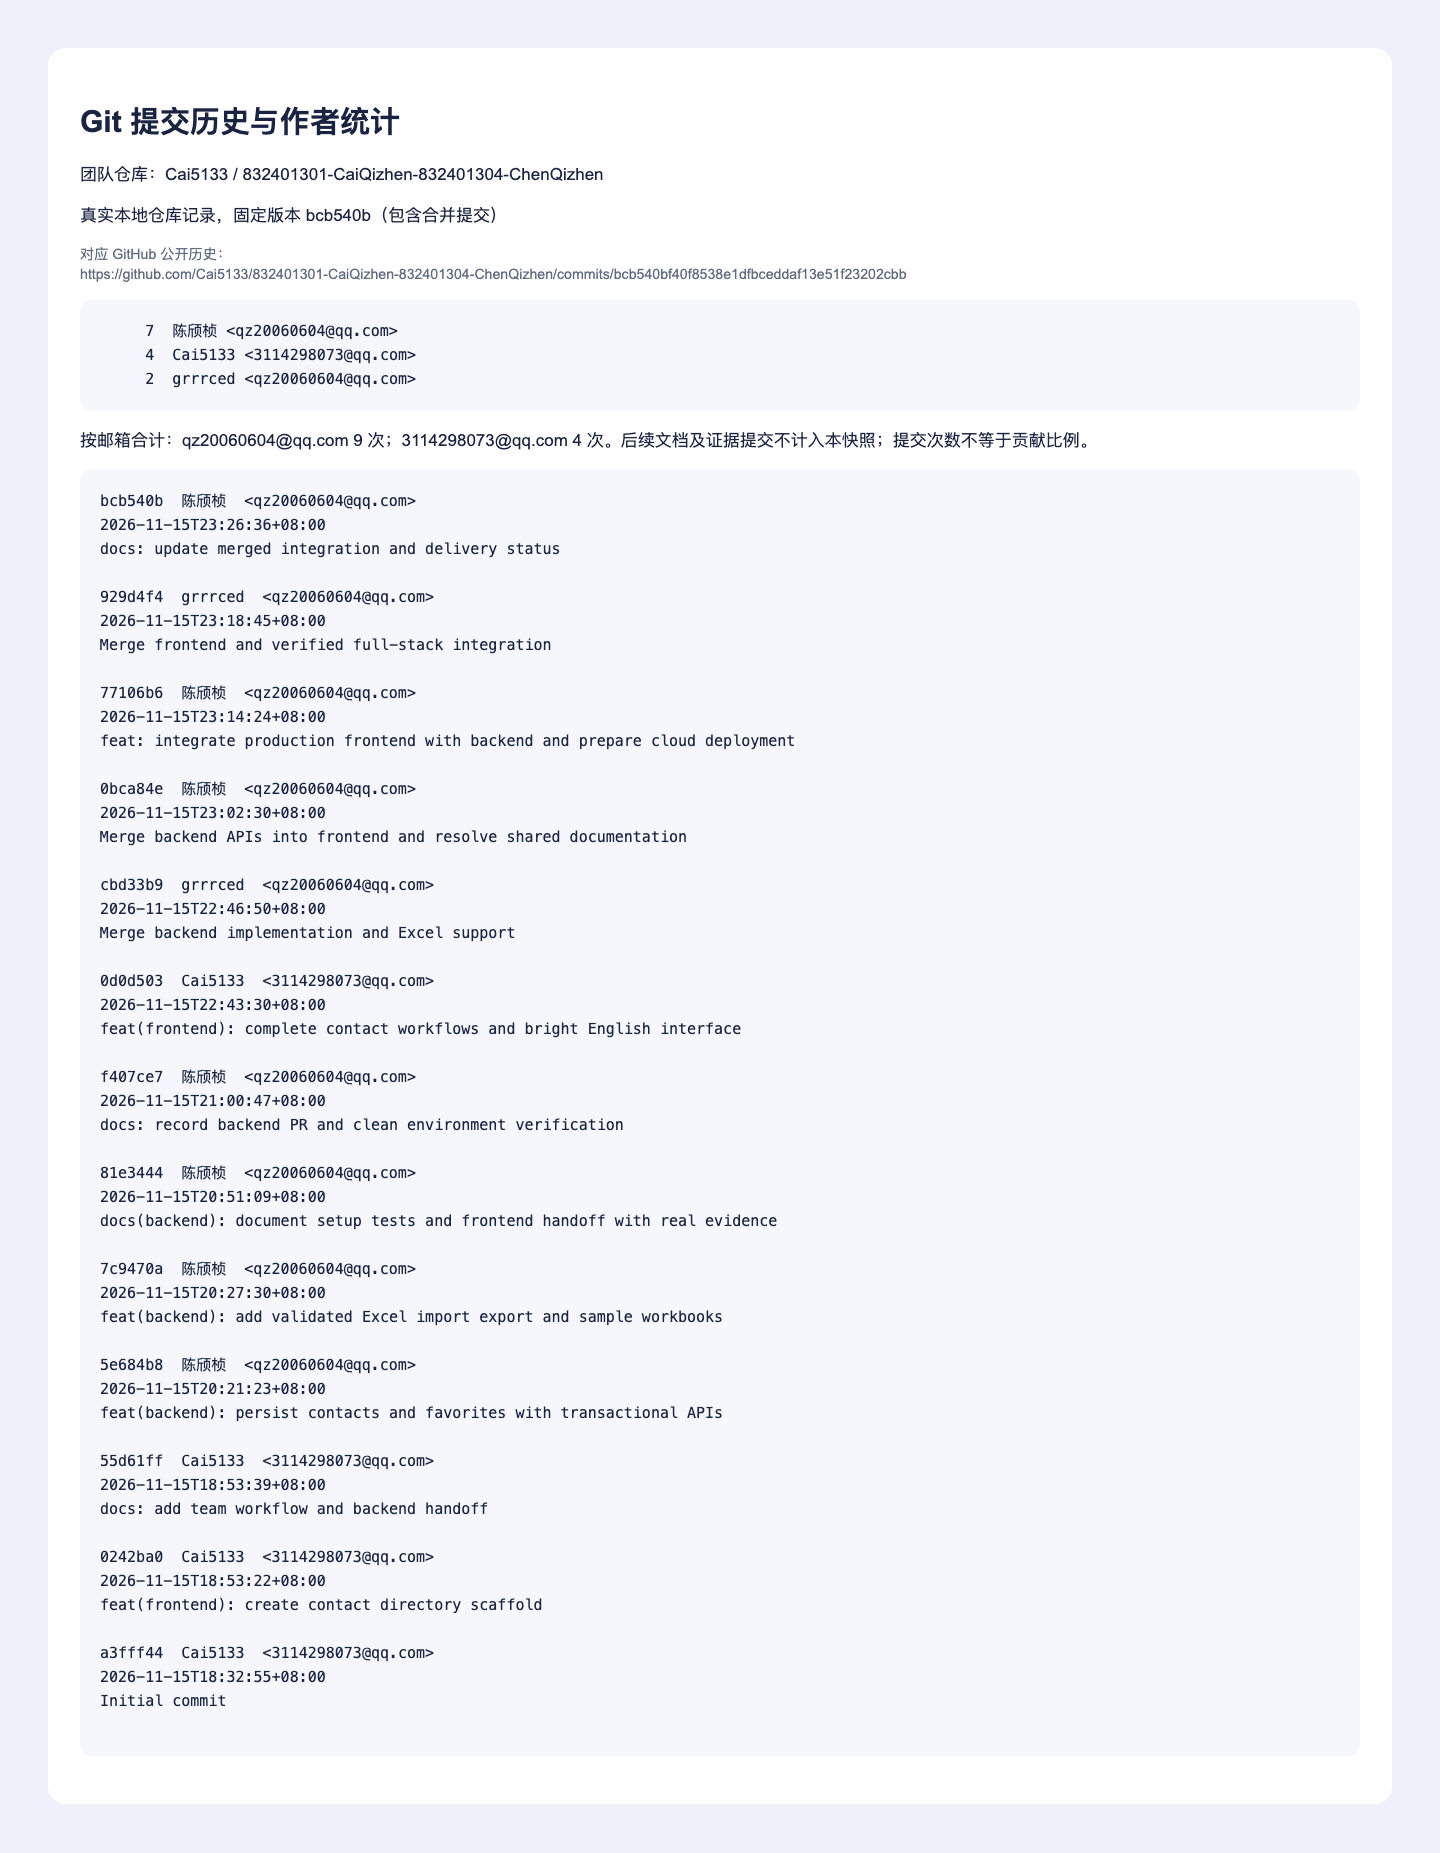 Git 提交历史与作者统计
团队仓库：Cai5133 / 832401301-CaiQizhen-832401304-ChenQizhen
真实本地仓库记录，固定版本 bcb540b（包含合并提交）
对应 GitHub 公开历史：
https://github.com/Cai5133/832401301-CaiQizhen-832401304-ChenQizhen/commits/bcb540bf40f8538e1dfbceddaf13e51f23202cbb
7 陈颀桢 <qz20060604@qq.com>
4 Cai5133 <3114298073@qq.com>
2 grrrced <qz20060604@qq.com>
按邮箱合计：qz20060604@qq.com 9 次；3114298073@qq.com 4 次。后续文档及证据提交不计入本快照；提交次数不等于贡献比例。
bcb540b 陈颀桢 <qz20060604@qq.com>
2026-11-15T23:26:36+08:00
docs: update merged integration and delivery status
929d4f4 grrrced <qz20060604@qq.com>
2026-11-15T23:18:45+08:00
Merge frontend and verified full-stack integration
77106b6 陈颀桢 <qz20060604@qq.com>
2026-11-15T23:14:24+08:00
feat: integrate production frontend with backend and prepare cloud deployment
0bca84e 陈颀桢 <qz20060604@qq.com>
2026-11-15T23:02:30+08:00
Merge backend APIs into frontend and resolve shared documentation
cbd33b9 grrrced <qz20060604@qq.com>
2026-11-15T22:46:50+08:00
Merge backend implementation and Excel support
0d0d503 Cai5133 <3114298073@qq.com>
2026-11-15T22:43:30+08:00
feat(frontend): complete contact workflows and bright English interface
f407ce7 陈颀桢 <qz20060604@qq.com>
2026-11-15T21:00:47+08:00
docs: record backend PR and clean environment verification
81e3444 陈颀桢 <qz20060604@qq.com>
2026-11-15T20:51:09+08:00
docs(backend): document setup tests and frontend handoff with real evidence
7c9470a 陈颀桢 <qz20060604@qq.com>
2026-11-15T20:27:30+08:00
feat(backend): add validated Excel import export and sample workbooks
5e684b8 陈颀桢 <qz20060604@qq.com>
2026-11-15T20:21:23+08:00
feat(backend): persist contacts and favorites with transactional APIs
55d61ff Cai5133 <3114298073@qq.com>
2026-11-15T18:53:39+08:00
docs: add team workflow and backend handoff
0242ba0 Cai5133 <3114298073@qq.com>
2026-11-15T18:53:22+08:00
feat(frontend): create contact directory scaffold
a3fff44 Cai5133 <3114298073@qq.com>
2026-11-15T18:32:55+08:00
Initial commit